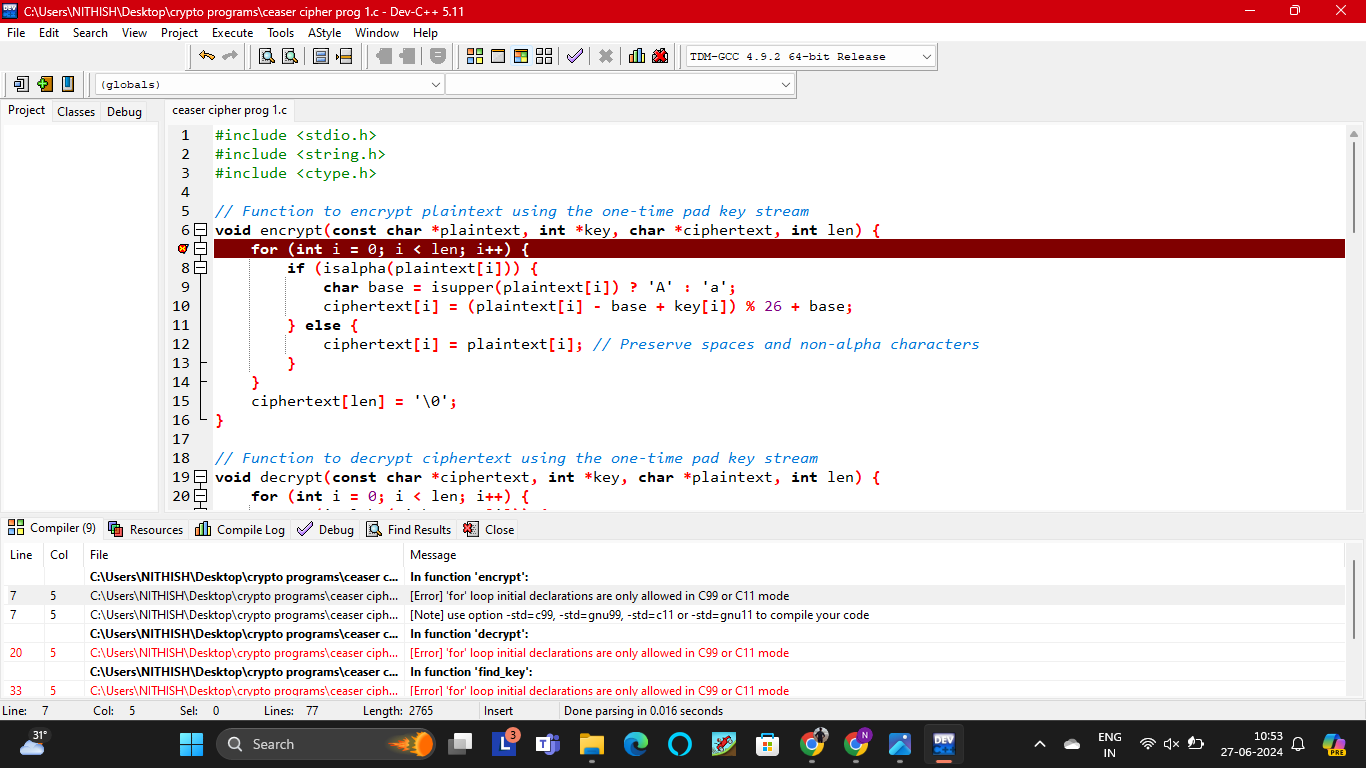 C:\Users\NITHISH\Desktop\crypto programs\ceaser cipher prog 1.c - Dev-C++ 5.11
File Edit Search View Project Execute Tools AStyle Window Help
TDM-GCC 4.9.2 64-bit Release
(globals)
Project Classes Debug ceaser cipher prog 1.c
1 #include <stdio.h>
2 #include <string.h>
3 #include <ctype.h>
4
5 // Function to encrypt plaintext using the one-time pad key stream
6 void encrypt(const char *plaintext, int *key, char *ciphertext, int len) {
for (int i = 0; i < len; i++) {
8 if (isalpha(plaintext[i])) {
9 char base = isupper(plaintext[i]) ? 'A' : 'a';
10 ciphertext[i] = (plaintext[i] - base + key[i]) % 26 + base;
11 } else {
12 ciphertext[i] = plaintext[i]; // Preserve spaces and non-alpha characters
13 }
14 }
15 ciphertext[len] = '\0';
16 }
17
18 // Function to decrypt ciphertext using the one-time pad key stream
19 void decrypt(const char *ciphertext, int *key, char *plaintext, int len) {
20 for (int i = 0; i < len; i++) {
Compiler (9) Resources Compile Log Debug Find Results Close
Line Col File Message
C:\Users\NITHISH\Desktop\crypto programs\ceaser c... In function 'encrypt':
7 5 C:\Users\NITHISH\Desktop\crypto programs\ceaser ciph... [Error] 'for' loop initial declarations are only allowed in C99 or C11 mode
7 5 C:\Users\NITHISH\Desktop\crypto programs\ceaser ciph... [Note] use option -std=c99, -std=gnu99, -std=c11 or -std=gnu11 to compile your code
C:\Users\NITHISH\Desktop\crypto programs\ceaser c... In function 'decrypt':
20 5 C:\Users\NITHISH\Desktop\crypto programs\ceaser ciph... [Error] 'for' loop initial declarations are only allowed in C99 or C11 mode
C:\Users\NITHISH\Desktop\crypto programs\ceaser c... In function 'find_key':
33 5 C:\Users\NITHISH\Desktop\crypto programs\ceaser ciph... [Error] 'for' loop initial declarations are only allowed in C99 or C11 mode
Line: 7 Col: 5 Sel: 0 Lines: 77 Length: 2765 Insert Done parsing in 0.016 seconds
31° Search L 3 N DEV ENG IN 10:53 27-06-2024 PRE